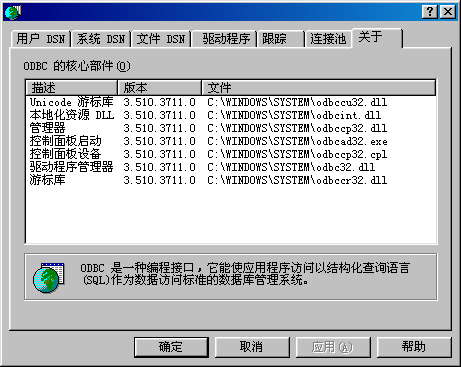 用户 DSN 系统 DSN 文件 DSN 驱动程序 跟踪 连接池 关于
ODBC 的核心部件(O)
描述 版本 文件
Unicode 游标库 3.510.3711.0 C:\WINDOWS\SYSTEM\odbccu32.dll
本地化资源 DLL 3.510.3711.0 C:\WINDOWS\SYSTEM\odbcint.dll
管理器 3.510.3711.0 C:\WINDOWS\SYSTEM\odbccp32.dll
控制面板启动 3.510.3711.0 C:\WINDOWS\SYSTEM\odbcad32.exe
控制面板设备 3.510.3711.0 C:\WINDOWS\SYSTEM\odbccp32.cpl
驱动程序管理器 3.510.3711.0 C:\WINDOWS\SYSTEM\odbc32.dll
游标库 3.510.3711.0 C:\WINDOWS\SYSTEM\odbccr32.dll
ODBC 是一种编程接口，它能使应用程序访问以结构化查询语言
(SQL)作为数据访问标准的数据库管理系统。
确定 取消 应用(A) 帮助